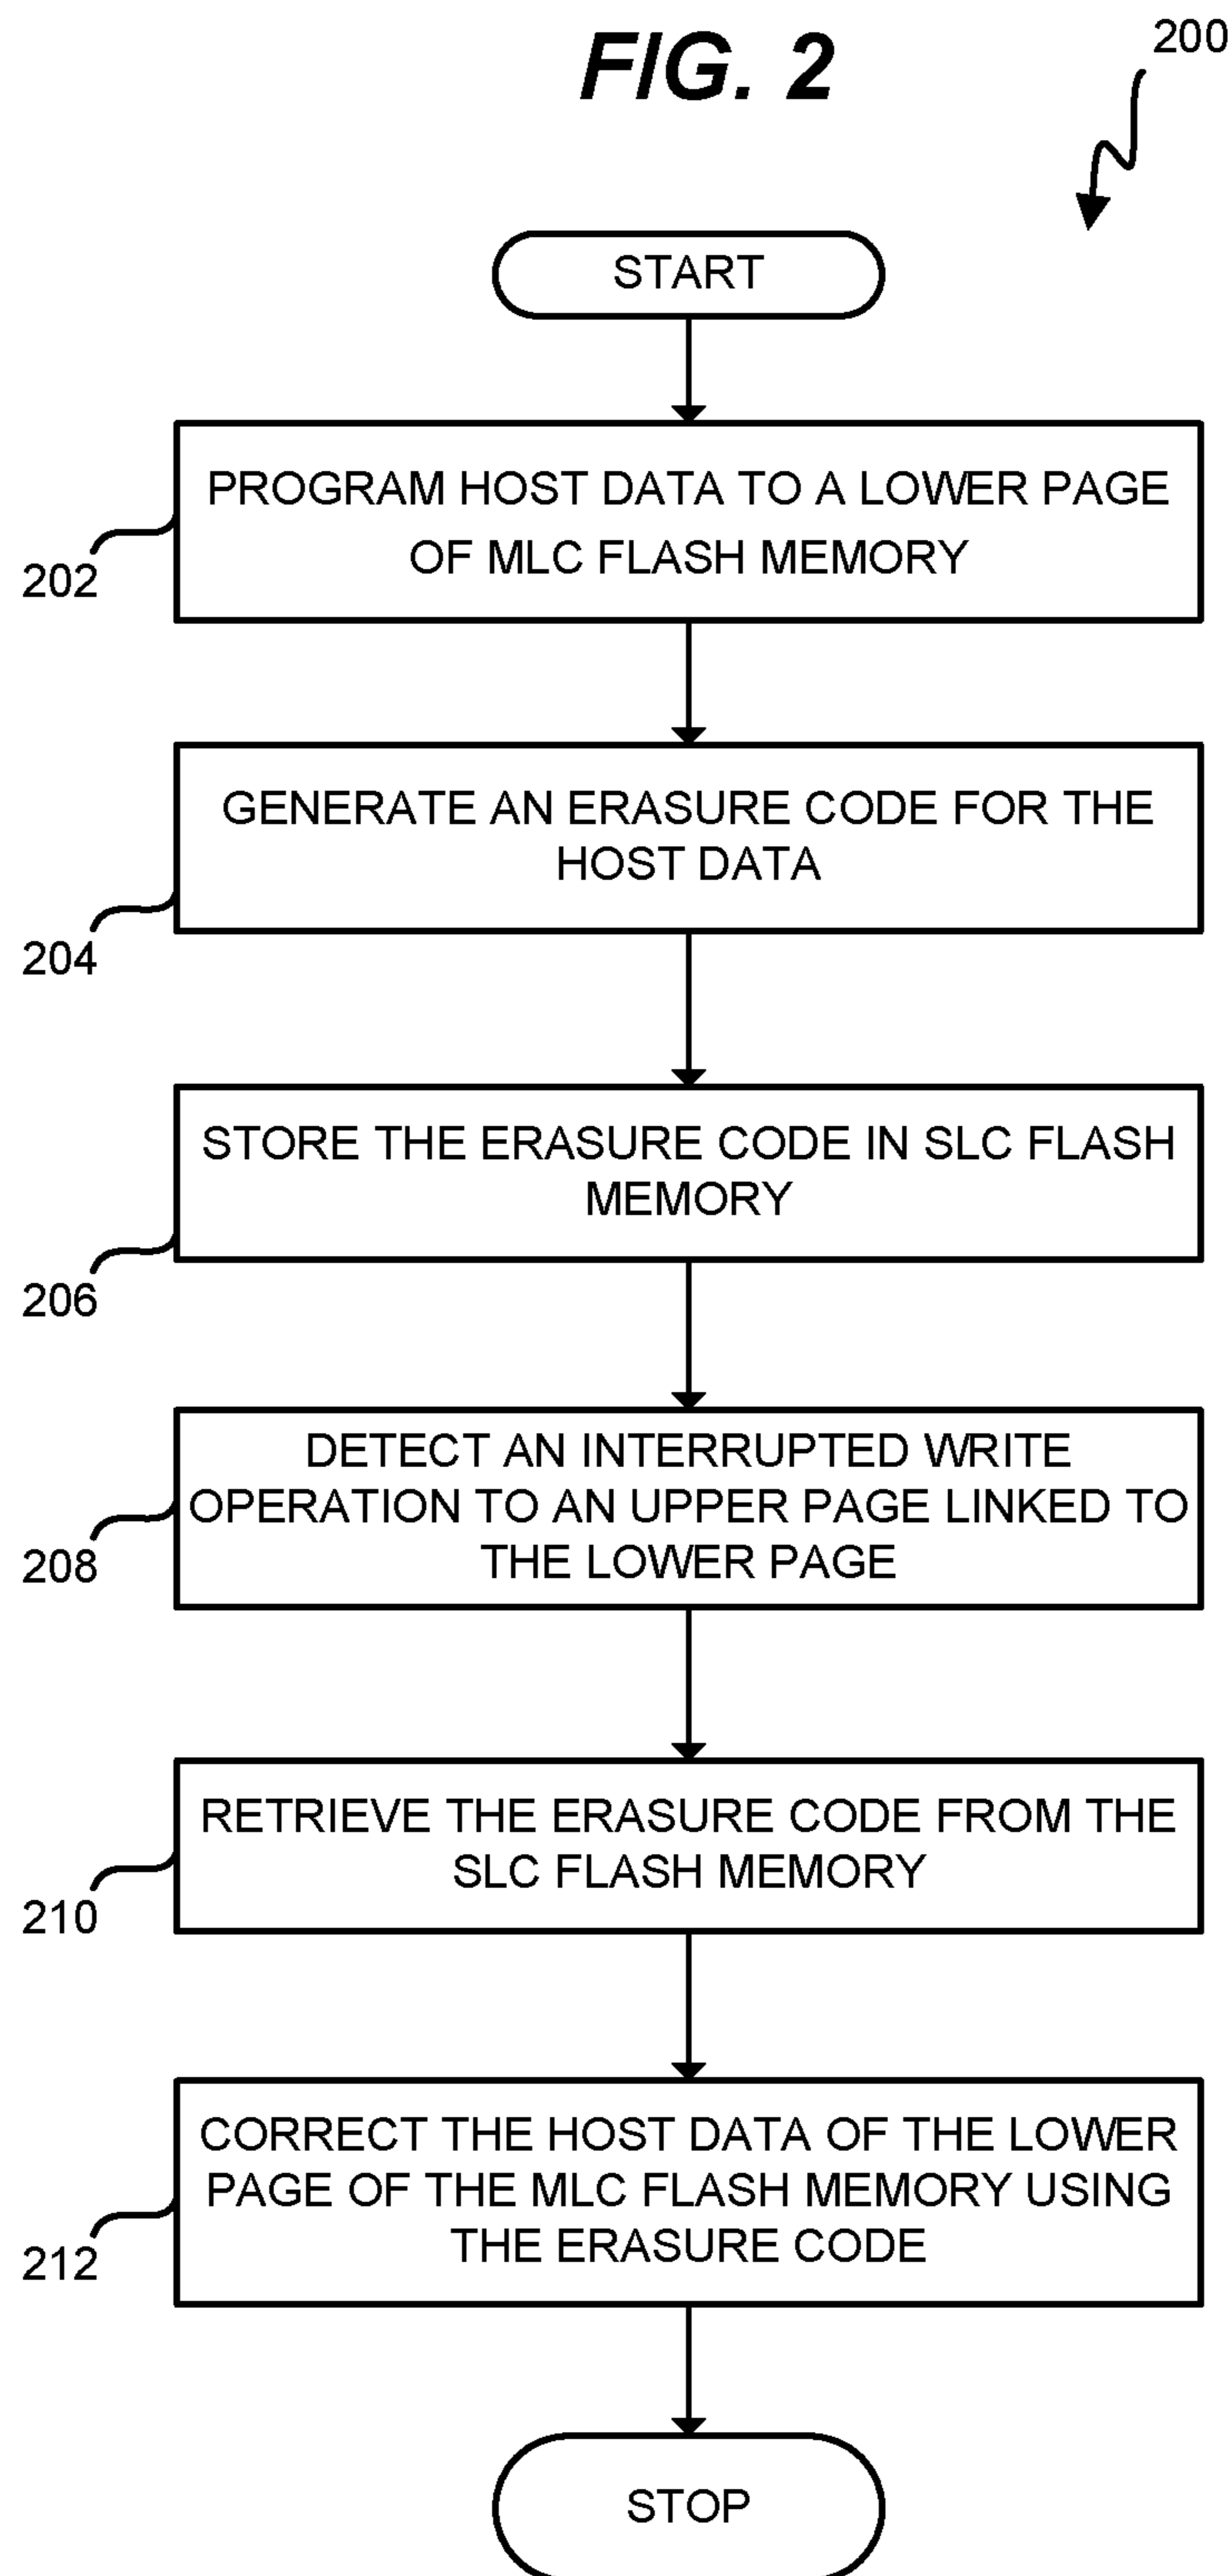 FIG. 2
200
START
PROGRAM HOST DATA TO A LOWER PAGE
OF MLC FLASH MEMORY
202
GENERATE AN ERASURE CODE FOR THE
HOST DATA
204
STORE THE ERASURE CODE IN SLC FLASH
MEMORY
206
DETECT AN INTERRUPTED WRITE
OPERATION TO AN UPPER PAGE LINKED TO
THE LOWER PAGE
208
RETRIEVE THE ERASURE CODE FROM THE
SLC FLASH MEMORY
210
CORRECT THE HOST DATA OF THE LOWER
PAGE OF THE MLC FLASH MEMORY USING
THE ERASURE CODE
212
STOP